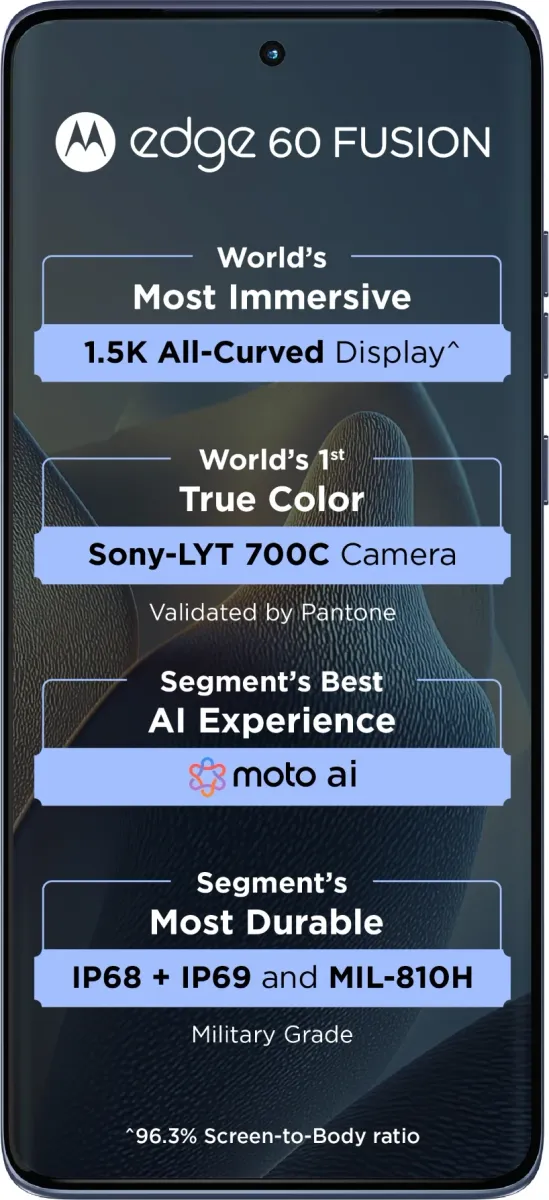 edge 60 FUSION
World's
Most Immersive
1.5K All-Curved Display^
World's 1st
True Color
Sony-LYT 700C Camera
Validated by Pantone
Segment's Best
AI Experience
moto ai
Segment's
Most Durable
IP68 + IP69 and MIL-810H
Military Grade
^96.3% Screen-to-Body ratio